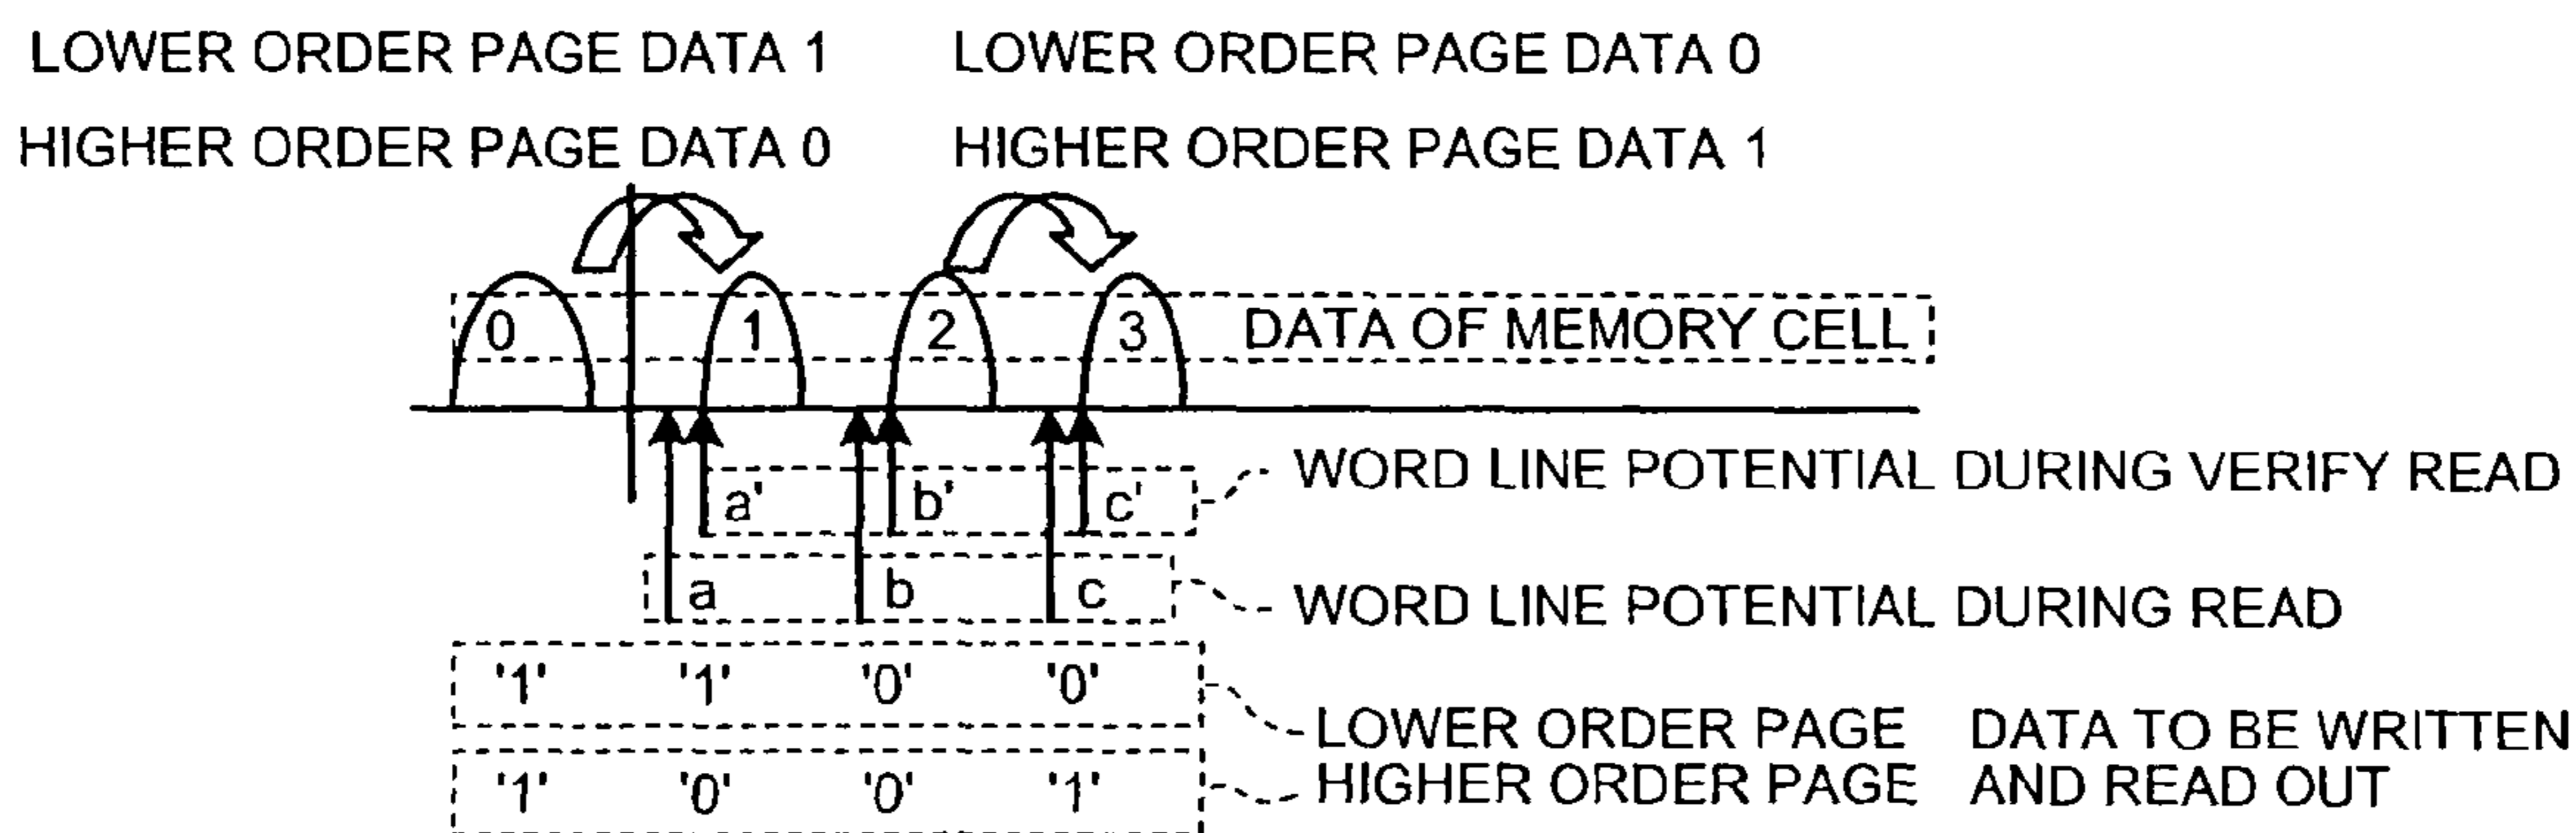 LOWER ORDER PAGE DATA 1 LOWER ORDER PAGE DATA 0
HIGHER ORDER PAGE DATA 0 HIGHER ORDER PAGE DATA 1
0 1 2 3 DATA OF MEMORY CELL
WORD LINE POTENTIAL DURING VERIFY READ
a' b' c'
a b c WORD LINE POTENTIAL DURING READ
'1' '1' '0' '0'
LOWER ORDER PAGE DATA TO BE WRITTEN
'1' '0' '0' '1' HIGHER ORDER PAGE AND READ OUT